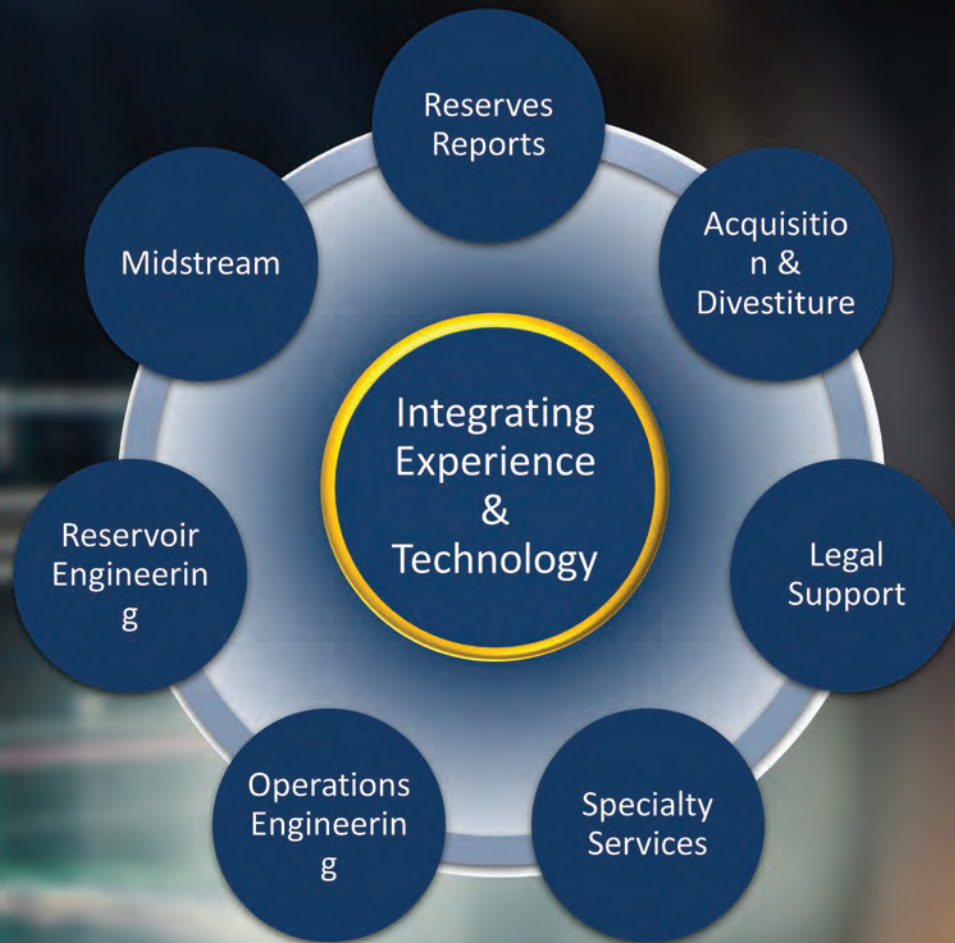 Reserves
Reports
Acquisitio
n &
Divestiture
Legal
Support
Specialty
Services
Operations
Engineerin
g
Reservoir
Engineerin
g
Midstream
Integrating
Experience
&
Technology